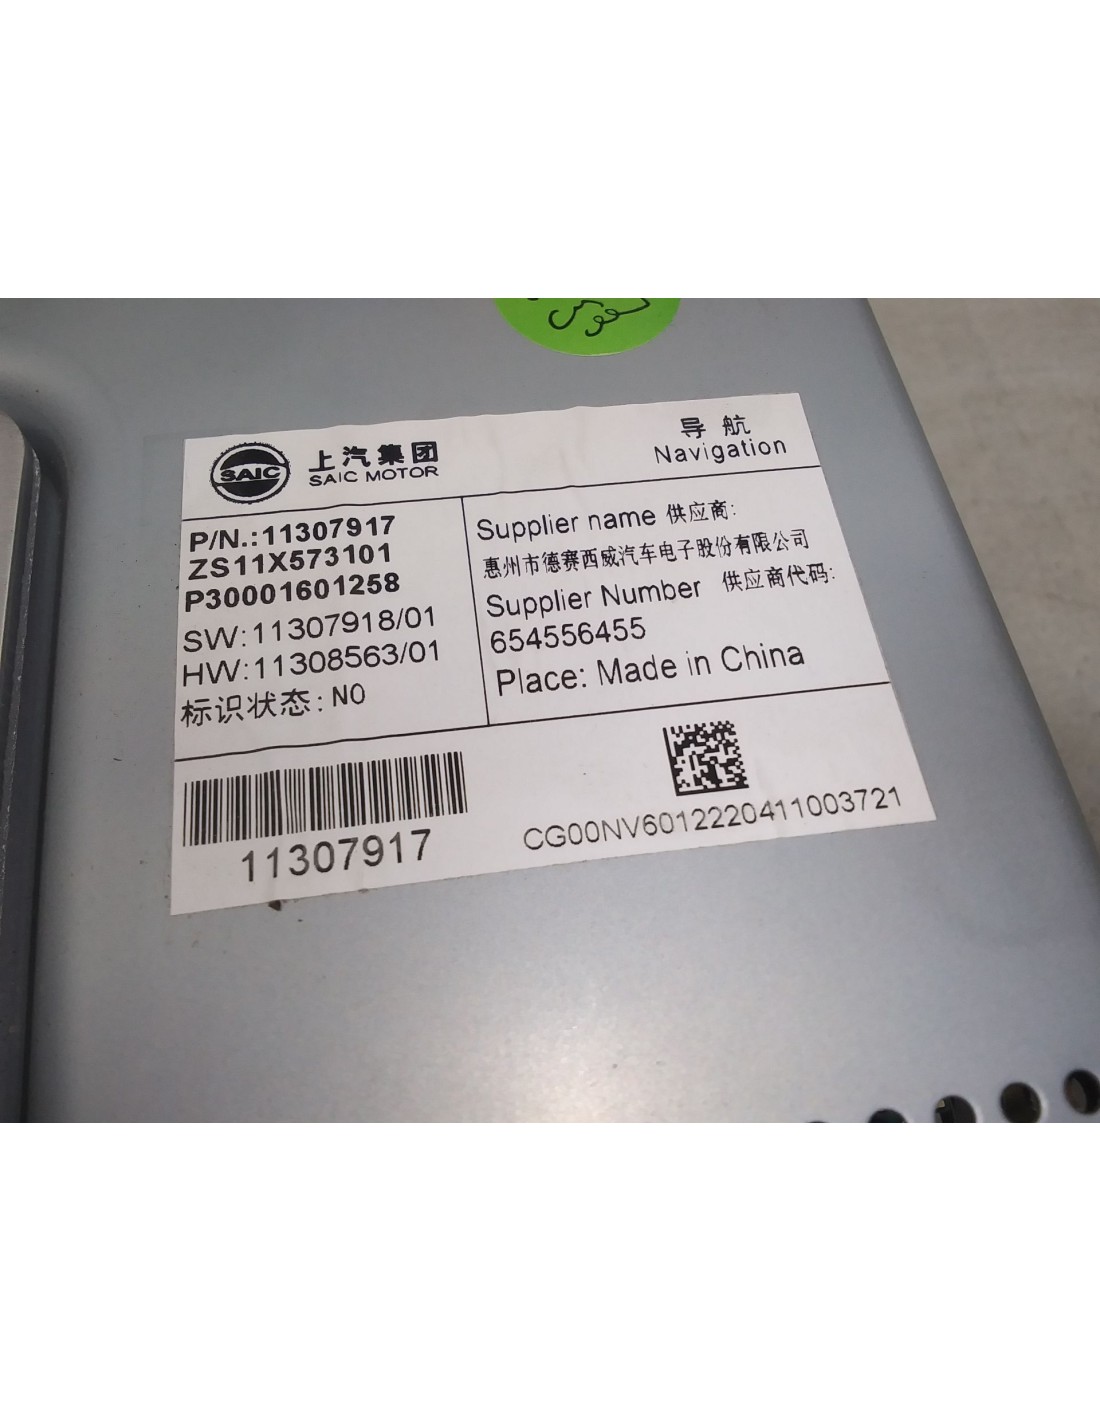 SAIC
上汽集团
SAIC MOTOR
导航
Navigation
P/N.:11307917
ZS11X573101
P30001601258
SW:11307918/01
HW:11308563/01
标识状态:NO
Supplier name 供应商:
惠州市德赛西威汽车电子股份有限公司
Supplier Number 供应商代码:
654556455
Place: Made in China
11307917
CG00NV6012220411003721